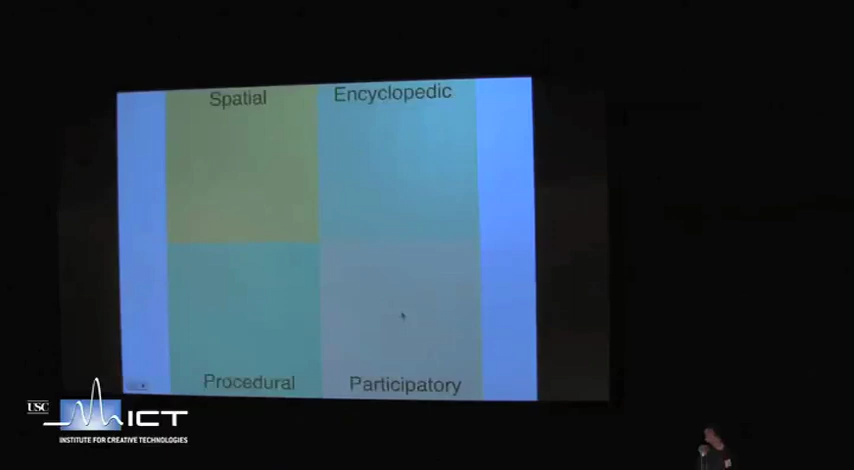 Spatial
Encyclopedic
Procedural
Participatory
USC
ICT
INSTITUTE FOR CREATIVE TECHNOLOGIES